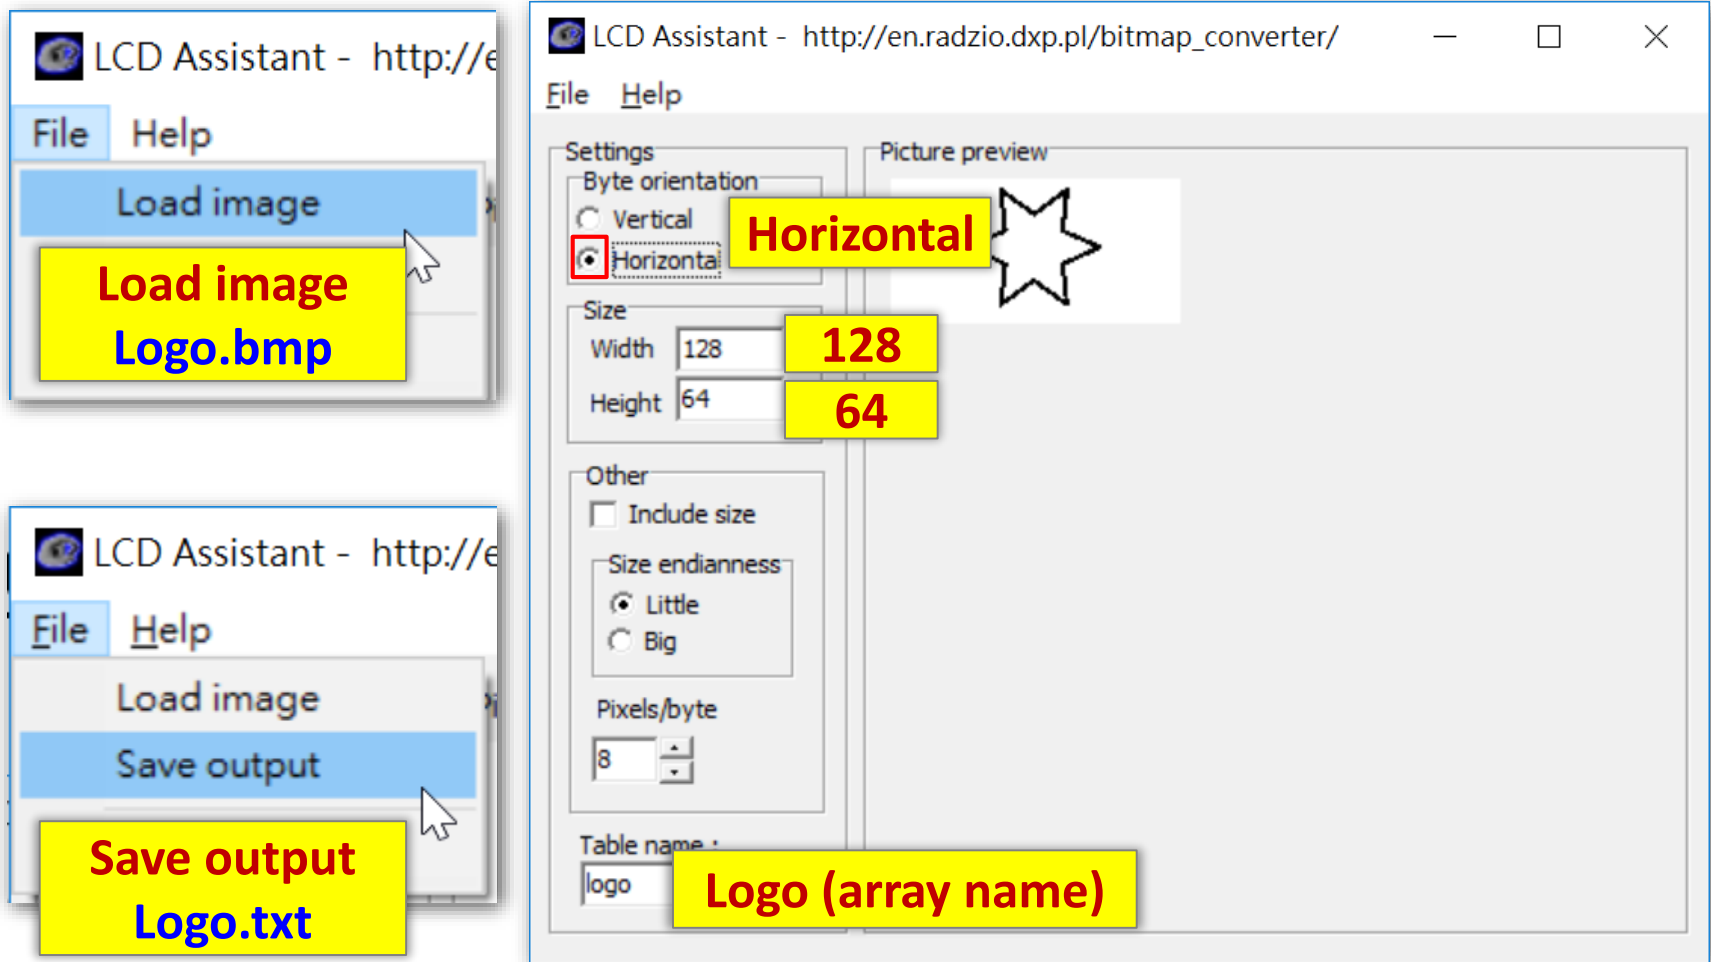 LCD Assistant - http://e
File Help
Load image
Load image
Logo.bmp
LCD Assistant - http://e
File Help
Load image
Save output
Save output
Logo.txt
LCD Assistant - http://en.radzio.dxp.pl/bitmap_converter/
File Help
Settings
Byte orientation
Vertical
Horizontal
Horizontal
Size
Width 128
128
Height 64
64
Other
Include size
Size endianness
Little
Big
Pixels/byte
8
Table name :
logo
Logo (array name)
Picture preview